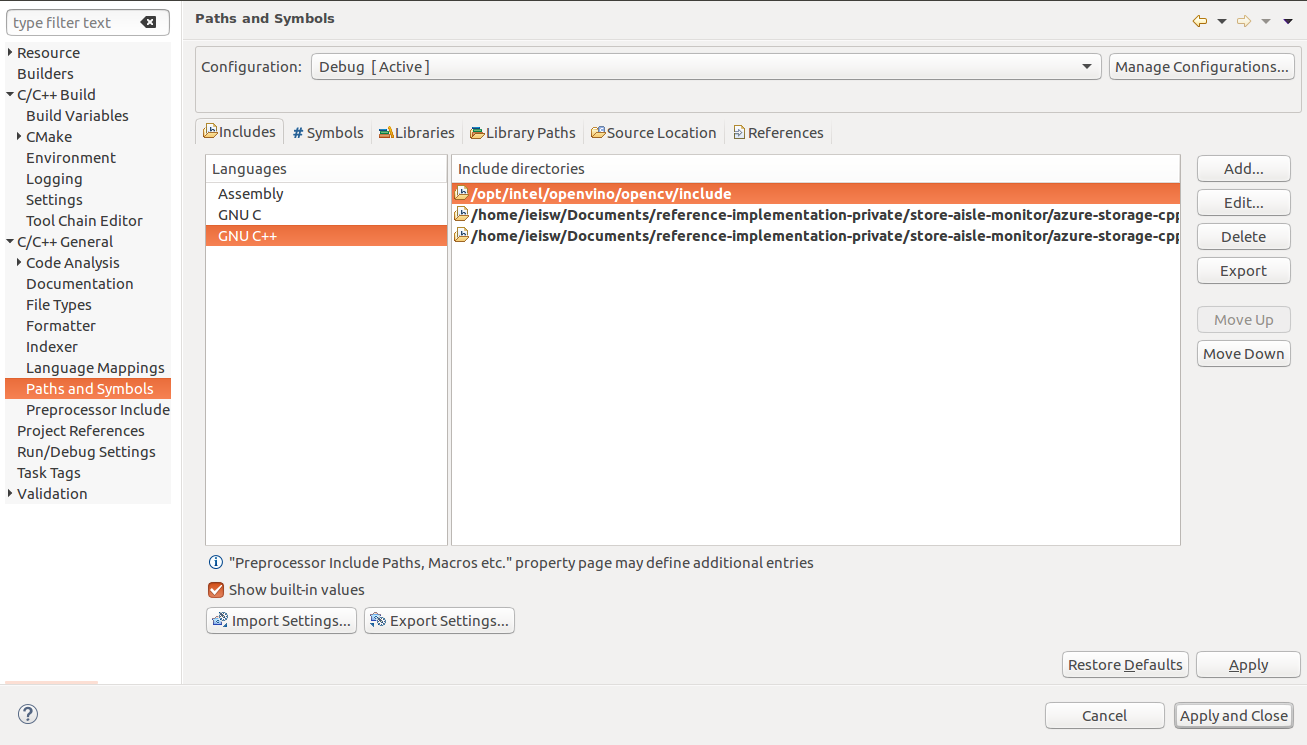 type filter text
Paths and Symbols
Resource
Builders
C/C++ Build
Build Variables
CMake
Environment
Logging
Settings
Tool Chain Editor
C/C++ General
Code Analysis
Documentation
File Types
Formatter
Indexer
Language Mappings
Paths and Symbols
Preprocessor Include
Project References
Run/Debug Settings
Task Tags
Validation
Configuration: Debug [ Active ] Manage Configurations...
Includes # Symbols Libraries Library Paths Source Location References
Languages
Assembly
GNU C
GNU C++
Include directories
/opt/intel/openvino/opencv/include
/home/ieisw/Documents/reference-implementation-private/store-aisle-monitor/azure-storage-cpp
/home/ieisw/Documents/reference-implementation-private/store-aisle-monitor/azure-storage-cpp
Add...
Edit...
Delete
Export
Move Up
Move Down
"Preprocessor Include Paths, Macros etc." property page may define additional entries
Show built-in values
Import Settings... Export Settings...
Restore Defaults Apply
Cancel Apply and Close